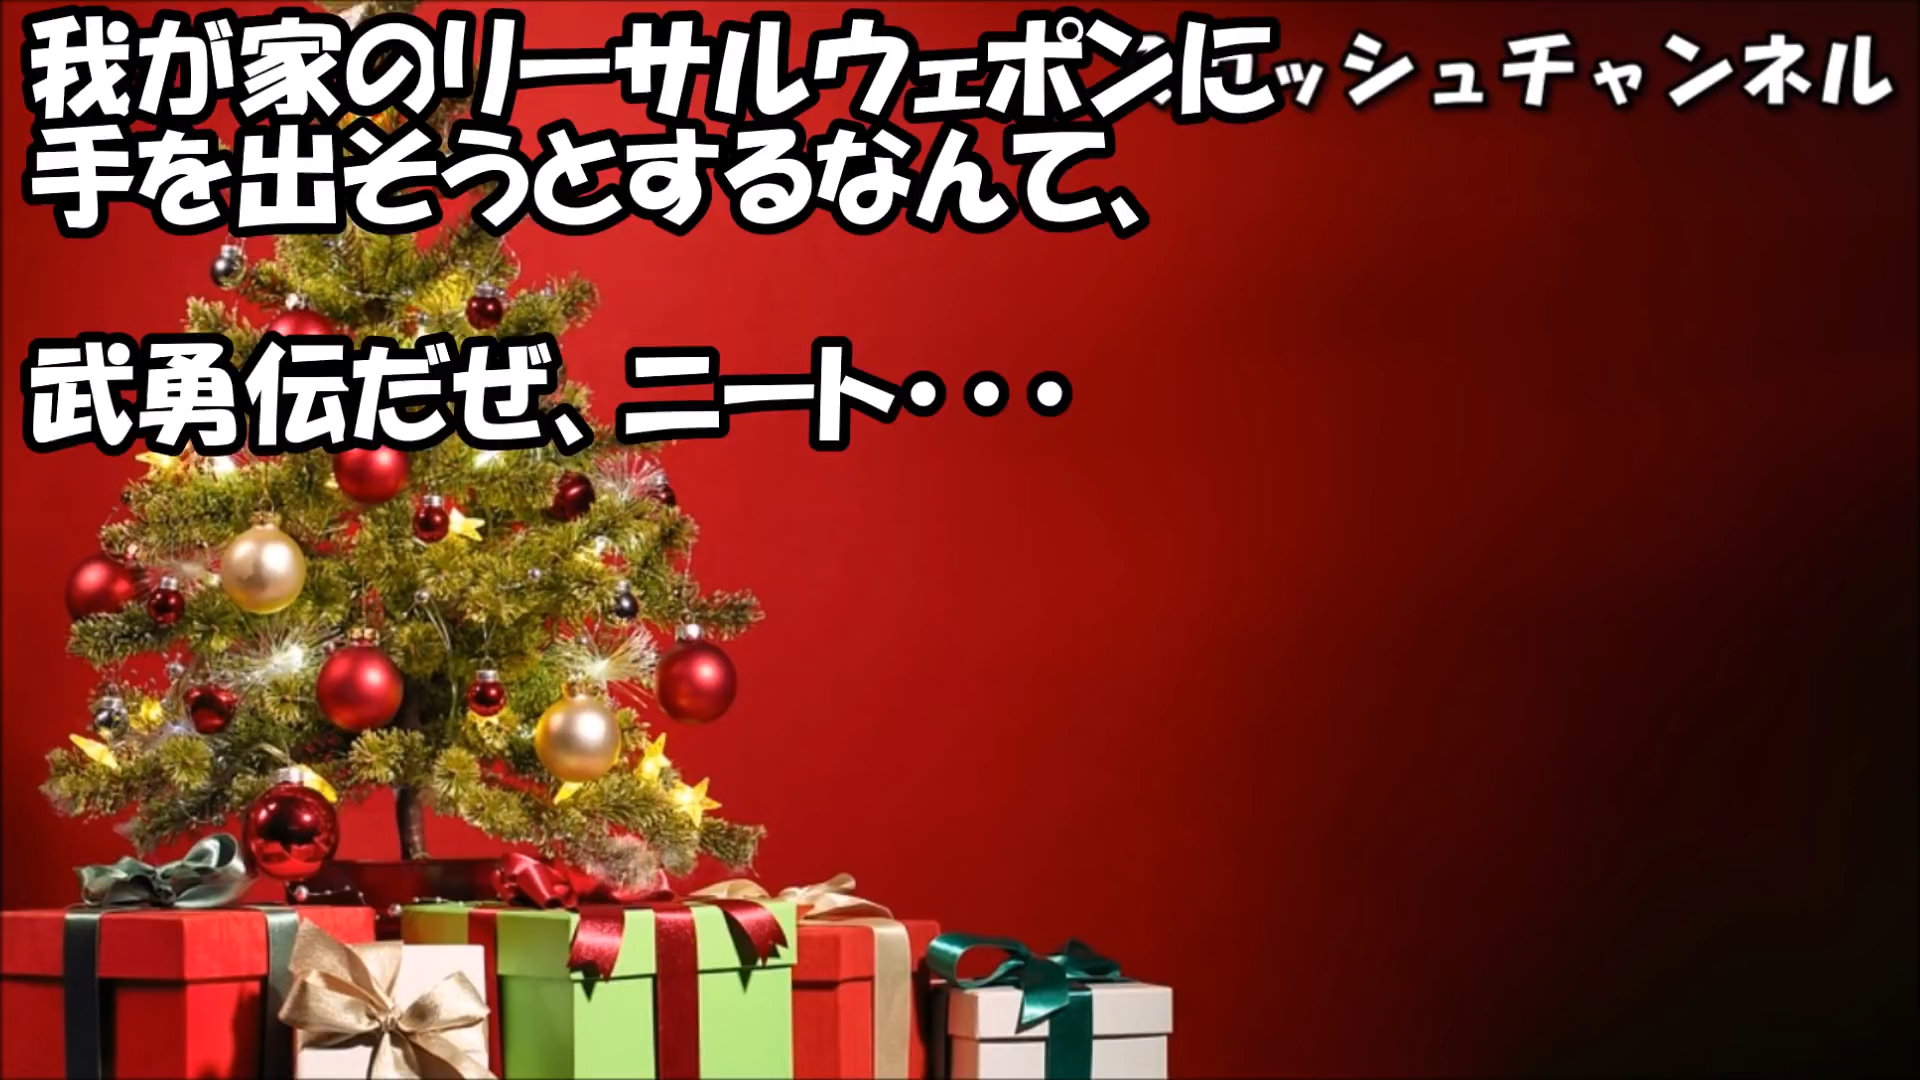 我が家のリーサルウェポンに
ッシュチャンネル
手を出そうとするなんて、
武勇伝だぜ、ニート・・・